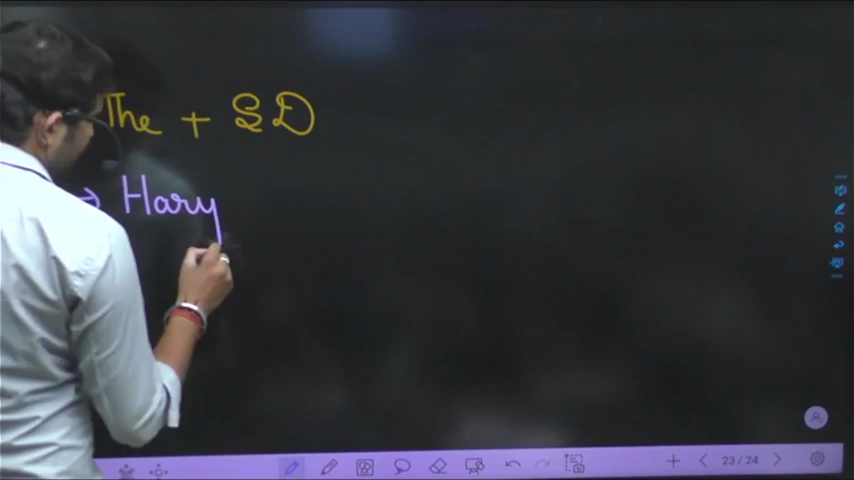 The + SD
→ Hary
23/24